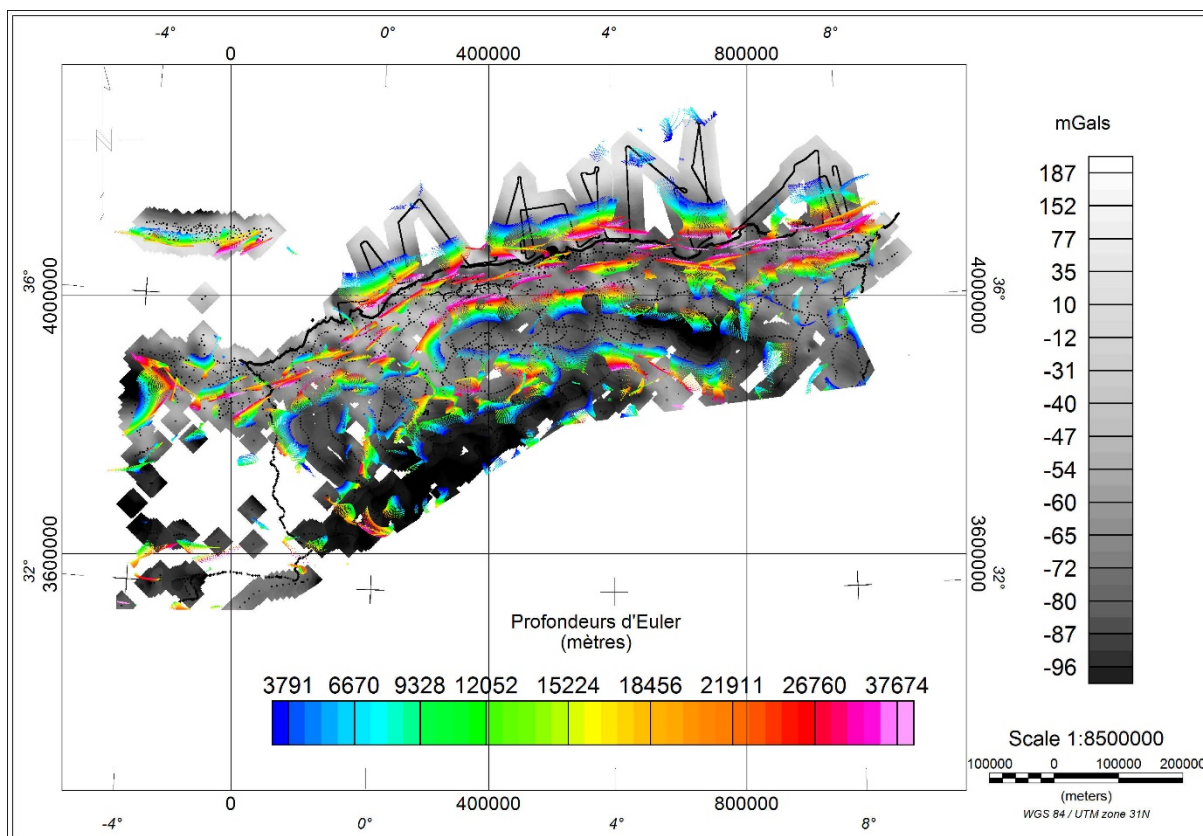 -4° 0° 4° 8°
0 400000 800000
N
mGals
187
152
77
35
10
-12
-31
-40
-47
-54
-60
-65
-72
-80
-87
-96
36° 4000000
4000000 36°
32° 3600000
3600000 32°
Profondeurs d'Euler
(mètres)
3791 6670 9328 12052 15224 18456 21911 26760 37674
Scale 1:8500000
100000 0 100000 200000
(meters)
WGS 84 / UTM zone 31N
-4° 0° 4° 8°
0 400000 800000